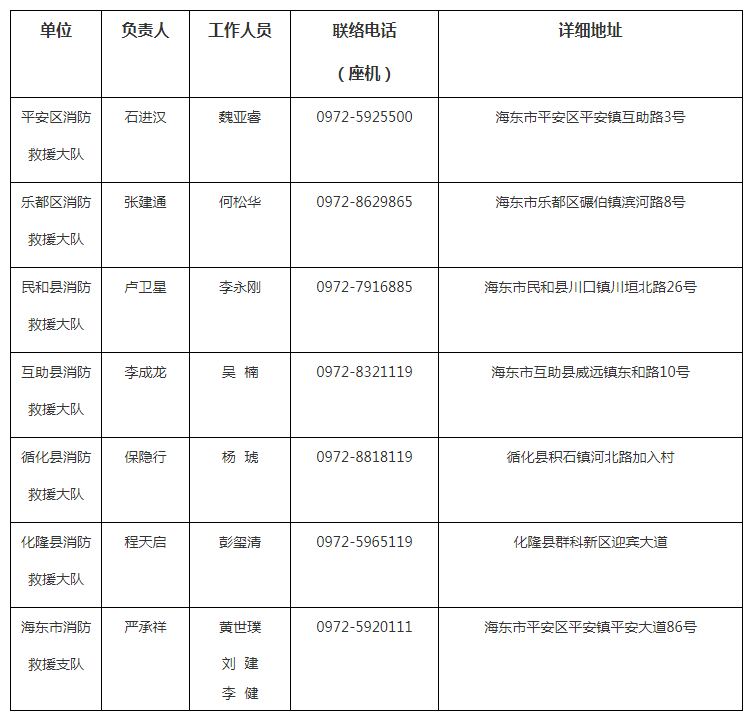 单位 负责人 工作人员 联络电话 详细地址
（座机）
平安区消防 石进汉 魏亚睿 0972-5925500 海东市平安区平安镇互助路3号
救援大队
乐都区消防 张建通 何松华 0972-8629865 海东市乐都区碾伯镇滨河路8号
救援大队
民和县消防 卢卫星 李永刚 0972-7916885 海东市民和县川口镇川垣北路26号
救援大队
互助县消防 李成龙 吴 楠 0972-8321119 海东市互助县威远镇东和路10号
救援大队
循化县消防 保隐行 杨 琥 0972-8818119 循化县积石镇河北路加入村
救援大队
化隆县消防 程天启 彭玺清 0972-5965119 化隆县群科新区迎宾大道
救援大队
海东市消防 严承祥 黄世璞 0972-5920111 海东市平安区平安镇平安大道86号
救援支队 刘 建
李 健